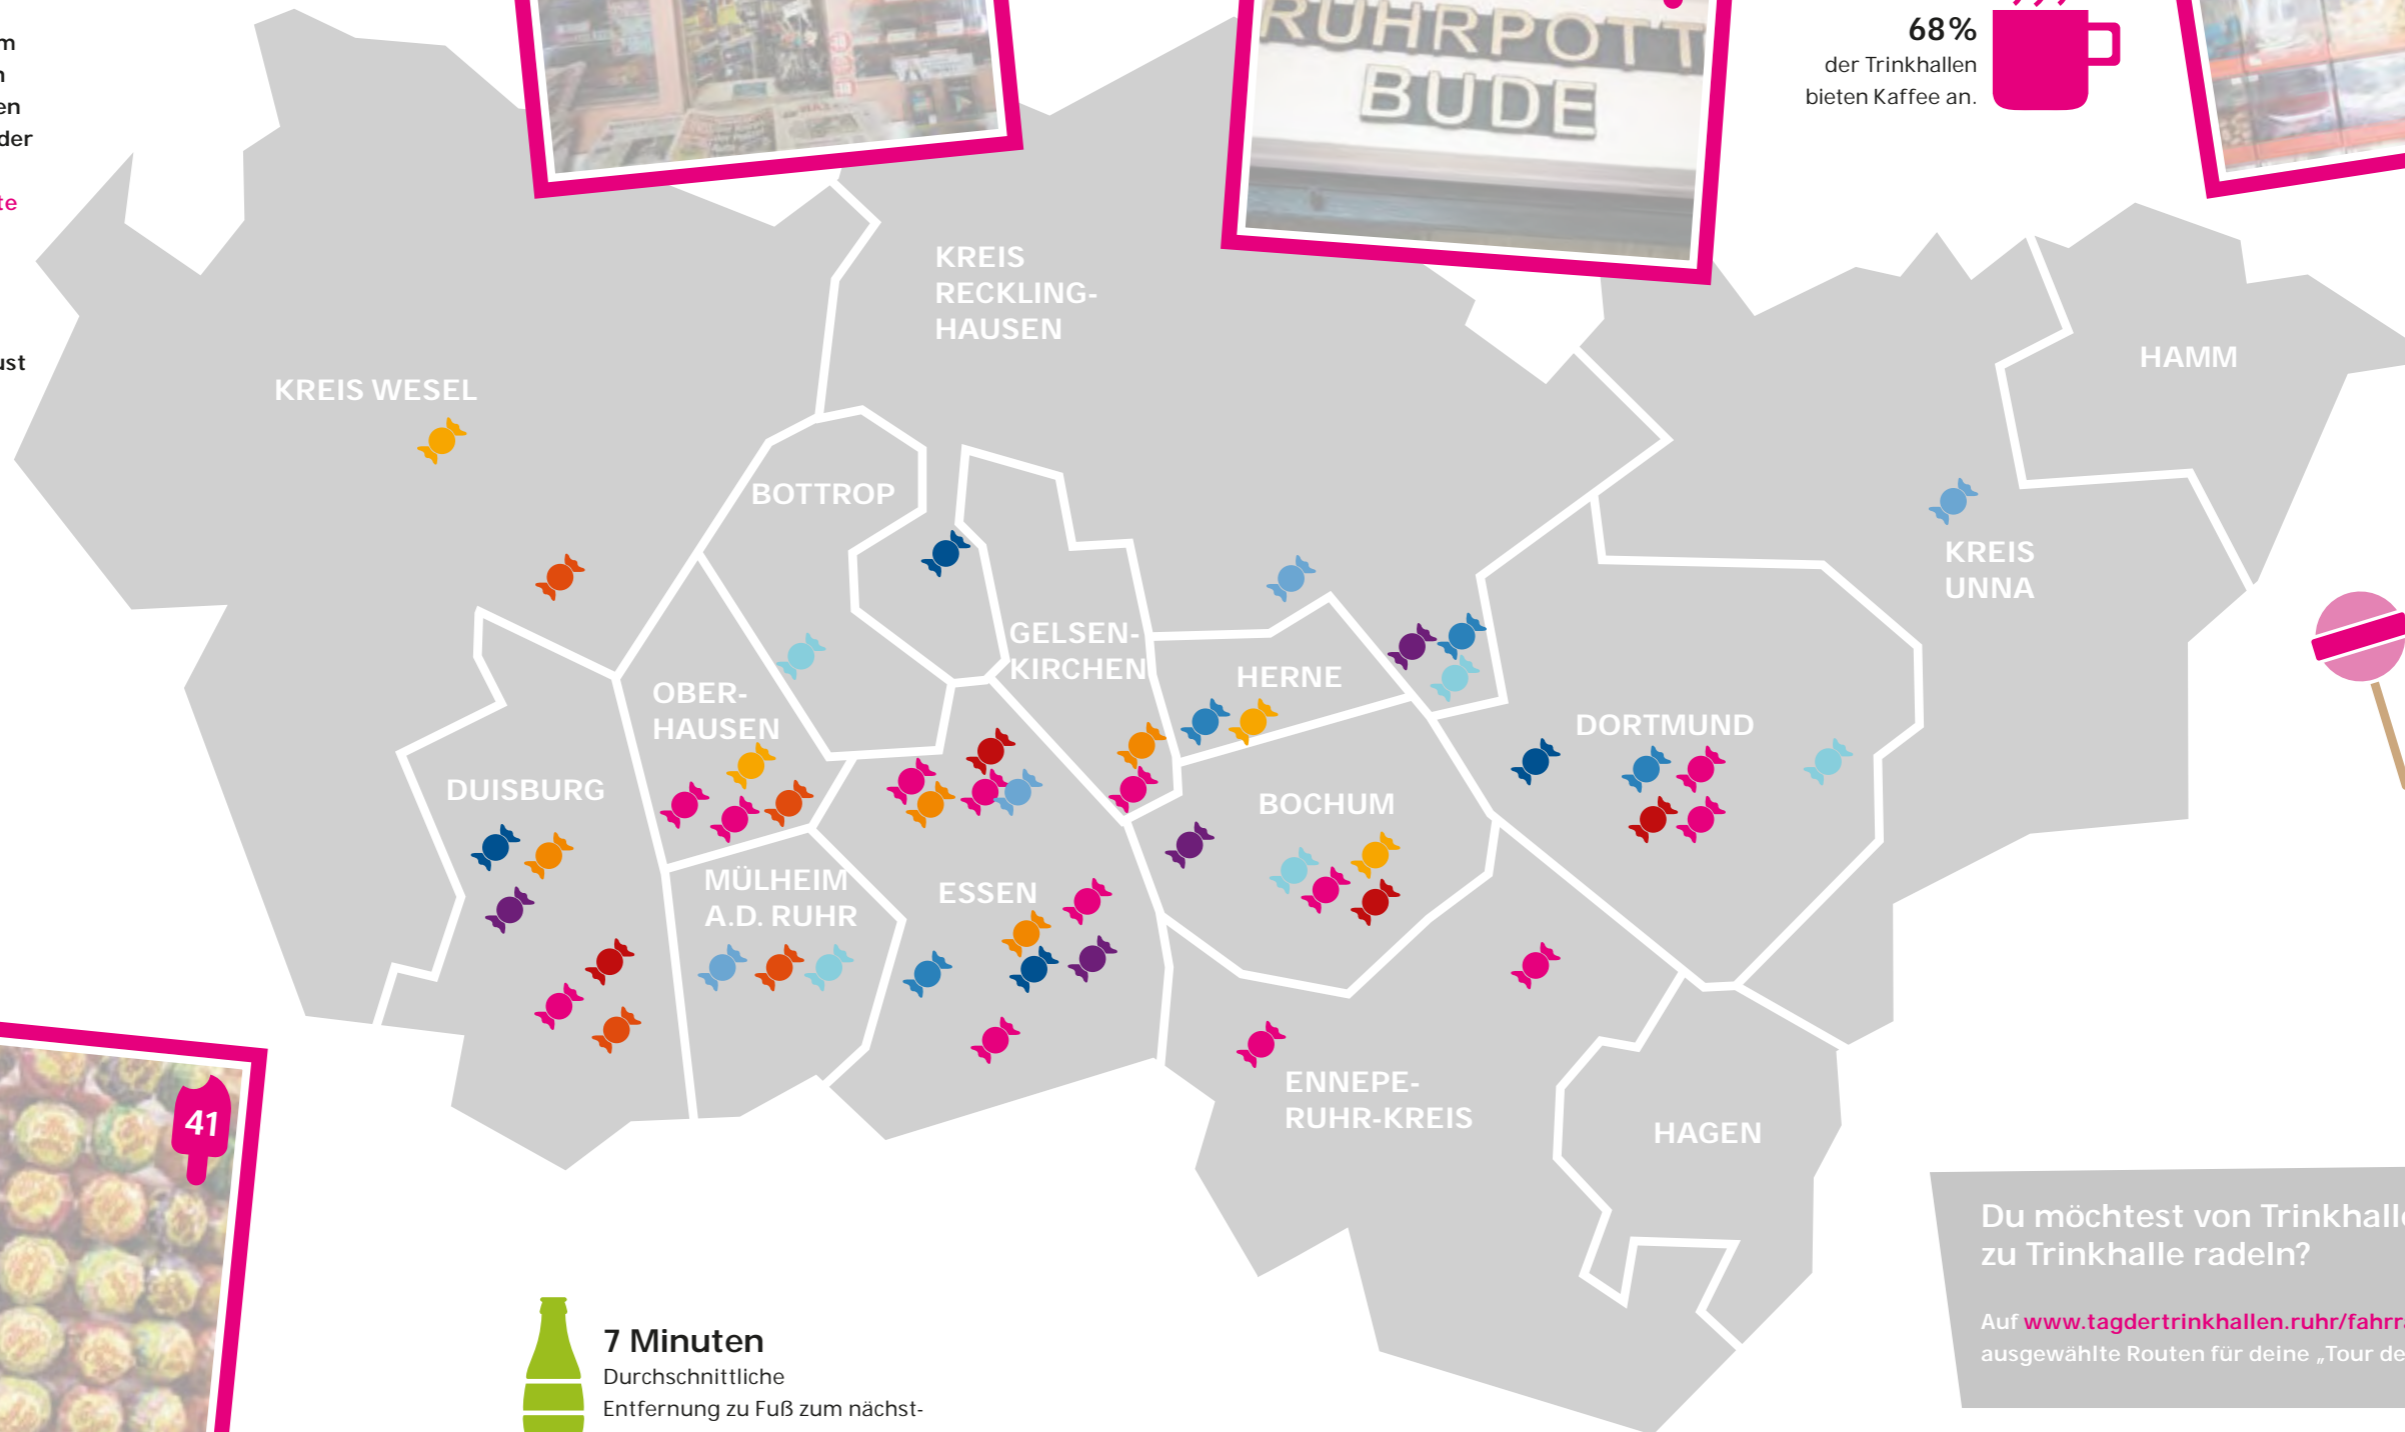 m
n
en
der
te
ust
RUHRPOTT
BUDE
68%
der Trinkhallen
bieten Kaffee an.
KREIS
RECKLING-
HAUSEN
HAMM
KREIS WESEL
BOTTROP
KREIS
UNNA
GELSEN-
KIRCHEN
HERNE
OBER-
HAUSEN
DORTMUND
DUISBURG
BOCHUM
MÜLHEIM
A.D. RUHR
ESSEN
ENNEPE-
RUHR-KREIS
HAGEN
41
Du möchtest von Trinkhalle
zu Trinkhalle radeln?
Auf www.tagdertrinkhallen.ruhr/fahrr
ausgewählte Routen für deine „Tour de
7 Minuten
Durchschnittliche
Entfernung zu Fuß zum nächst-